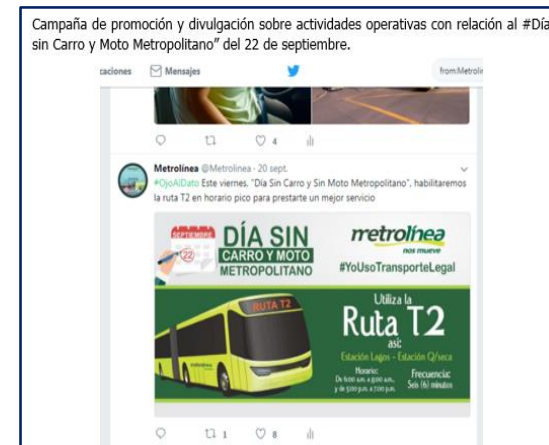 Campaña de promoción y divulgación sobre actividades operativas con relación al #Día
sin Carro y Moto Metropolitano" del 22 de septiembre.
caciones Mensajes from:Metrolin
4
Metrolínea @Metrolinea · 20 sept.
#OjoAlDato Este viernes. "Día Sin Carro y Sin Moto Metropolitano", habilitaremos
la ruta T2 en horario pico para prestarte un mejor servicio
SEPTIEMBRE
22
DÍA SIN
CARRO Y MOTO
METROPOLITANO
metrolínea
nos mueve
#YoUsoTransporteLegal
RUTA T2
Utiliza la
Ruta T2
así:
Estación Lagos - Estación Q/seca
Horario:
De 6:00 a.m. a 9:00 a.m.,
y de 5:00 p.m. a 7:00 p.m.
Frecuencia:
Seis (6) minutos
1 8